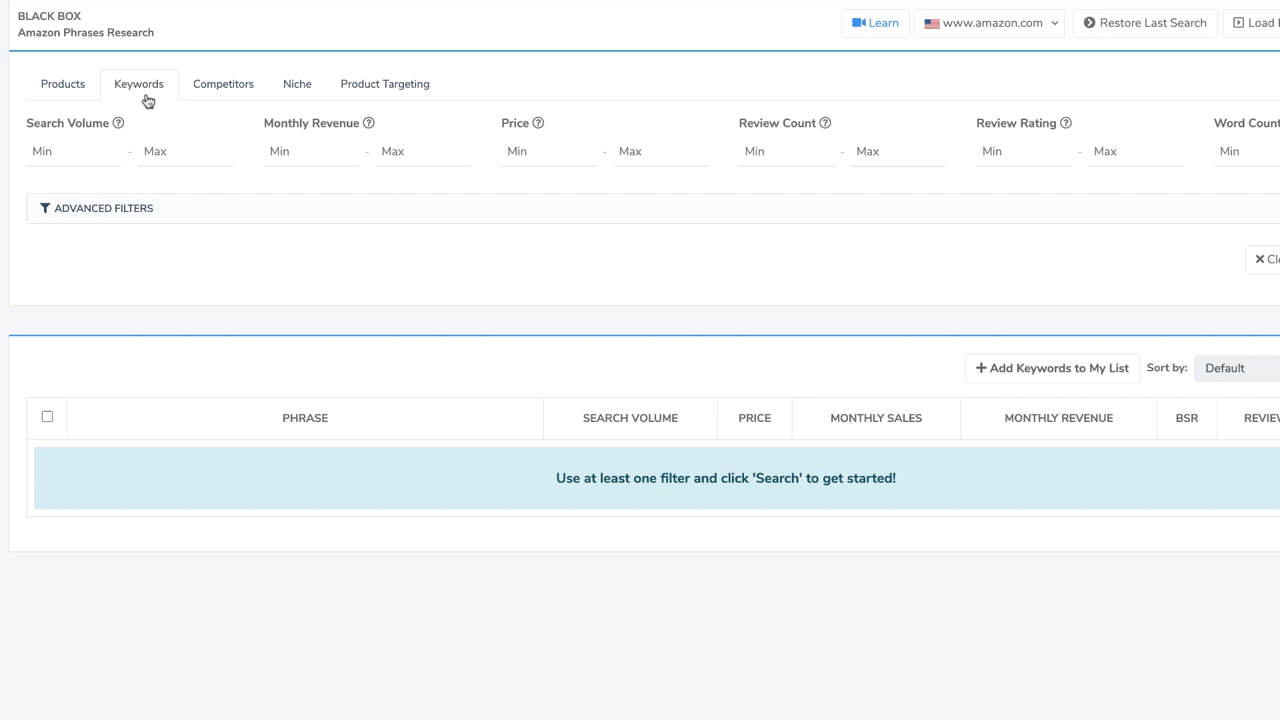 BLACK BOX
Amazon Phrases Research
Learn
www.amazon.com
Restore Last Search
Load
Products
Keywords
Competitors
Niche
Product Targeting
Search Volume
Monthly Revenue
Price
Review Count
Review Rating
Word Count
Min - Max
Min - Max
Min - Max
Min - Max
Min - Max
Min
ADVANCED FILTERS
Add Keywords to My List
Sort by:
Default
PHRASE
SEARCH VOLUME
PRICE
MONTHLY SALES
MONTHLY REVENUE
BSR
Use at least one filter and click 'Search' to get started!